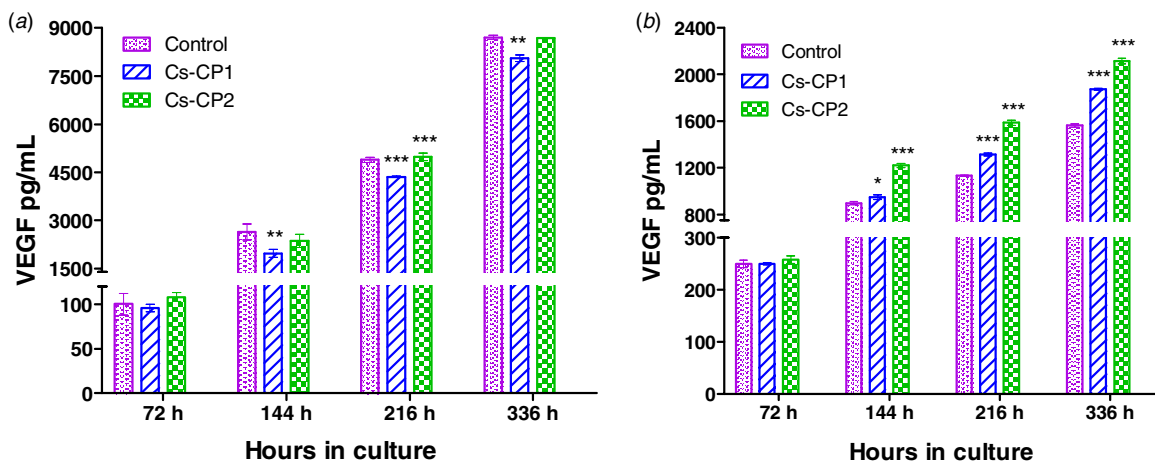 (a)
VEGF pg/mL
9000
7500
6000
4500
3000
1500
100
50
0
Control
Cs-CP1
Cs-CP2
**
***
***
**
72 h 144 h 216 h 336 h
Hours in culture
(b)
VEGF pg/mL
2400
2000
1600
1200
800
300
200
100
0
Control
Cs-CP1
Cs-CP2
*
***
***
***
***
***
72 h 144 h 216 h 336 h
Hours in culture